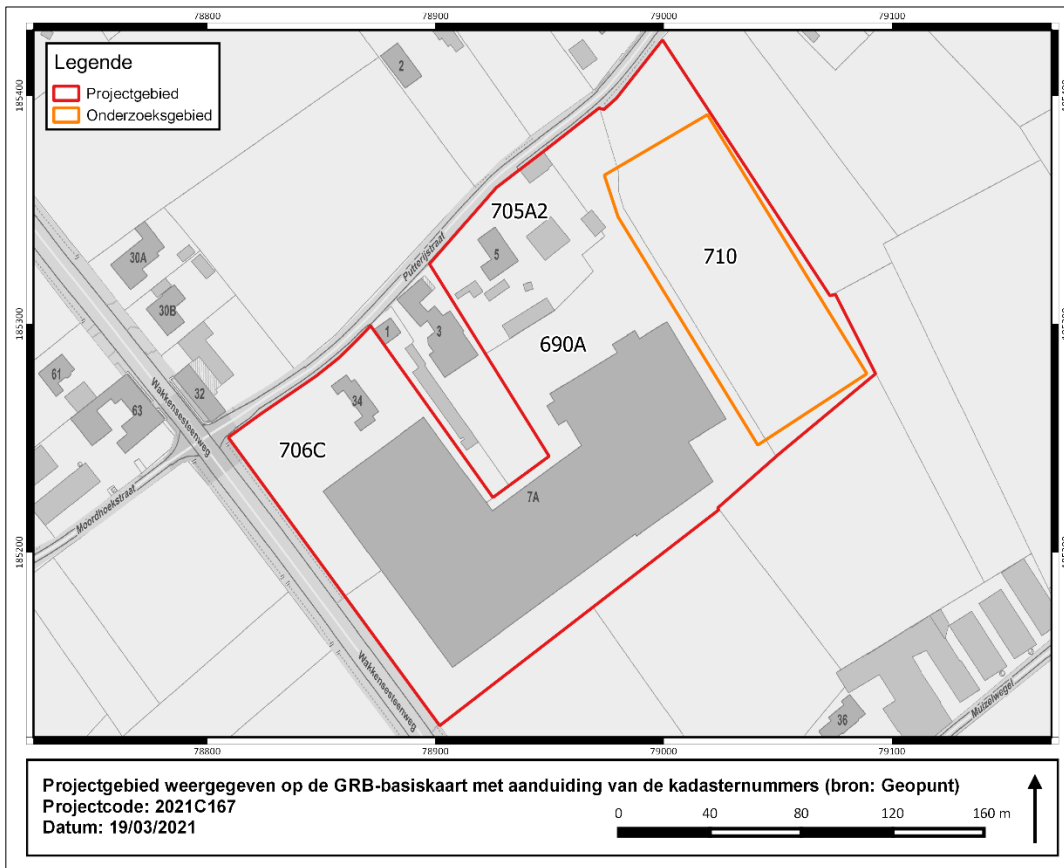 78800 78900 79000 79100
Legende
Projectgebied
Onderzoeksgebied
185400
185400
2
705A2
Putterijstraat
30A
5
710
30B
185300
1
3
690A
61
Wakkensesteenweg
32
63
34
706C
7A
Moordhoekstraat
185200
Wakkensesteenweg
Muizelwegel
36
78800 78900 79000 79100
Projectgebied weergegeven op de GRB-basiskaart met aanduiding van de kadasternummers (bron: Geopunt)
Projectcode: 2021C167
Datum: 19/03/2021
0 40 80 120 160 m